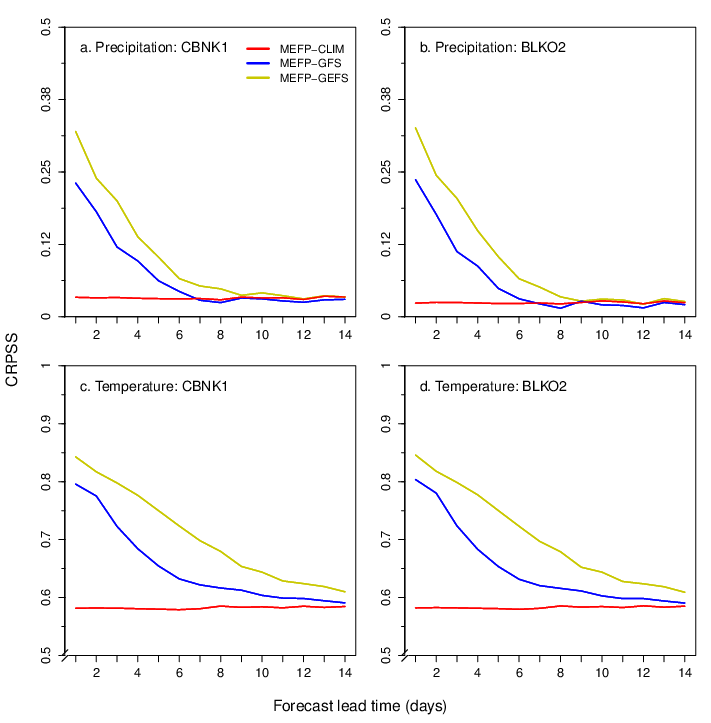 a. Precipitation: CBNK1
MEFP−CLIM
MEFP−GFS
MEFP−GEFS
0.5
0.38
0.25
0.12
0
2 4 6 8 10 12 14
b. Precipitation: BLKO2
0.5
0.38
0.25
0.12
0
2 4 6 8 10 12 14
CRPSS
c. Temperature: CBNK1
1
0.9
0.8
0.7
0.6
0.5
2 4 6 8 10 12 14
d. Temperature: BLKO2
1
0.9
0.8
0.7
0.6
0.5
2 4 6 8 10 12 14
Forecast lead time (days)